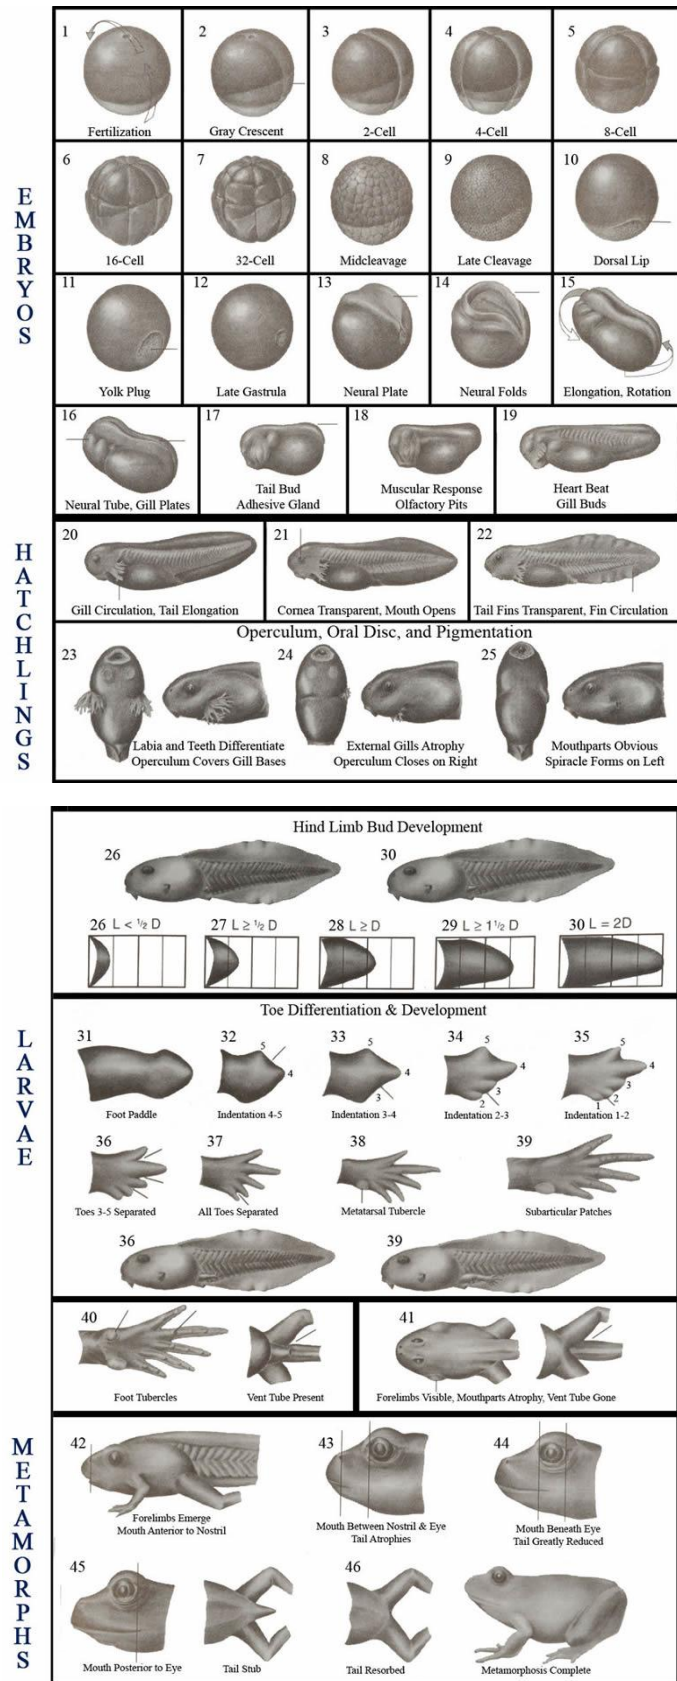 EMBRYOS
1
Fertilization
2
Gray Crescent
3
2-Cell
4
4-Cell
5
8-Cell
6
16-Cell
7
32-Cell
8
Midcleavage
9
Late Cleavage
10
Dorsal Lip
11
Yolk Plug
12
Late Gastrula
13
Neural Plate
14
Neural Folds
15
Elongation, Rotation
16
Neural Tube, Gill Plates
17
Tail Bud
Adhesive Gland
18
Muscular Response
Olfactory Pits
19
Heart Beat
Gill Buds
HATCHLINGS
20
Gill Circulation, Tail Elongation
21
Cornea Transparent, Mouth Opens
22
Tail Fins Transparent, Fin Circulation
Operculum, Oral Disc, and Pigmentation
23
Labia and Teeth Differentiate
Operculum Covers Gill Bases
24
External Gills Atrophy
Operculum Closes on Right
25
Mouthparts Obvious
Spiracle Forms on Left
LARVAE
Hind Limb Bud Development
26
30
26 L < 1/2 D
27 L ≥ 1/2 D
28 L ≥ D
29 L ≥ 1 1/2 D
30 L = 2D
Toe Differentiation & Development
31
Foot Paddle
32
5
4
Indentation 4-5
33
5
4
3
Indentation 3-4
34
5
4
3
2
Indentation 2-3
35
5
4
3
1 2
Indentation 1-2
36
Toes 3-5 Separated
37
All Toes Separated
38
Metatarsal Tubercle
39
Subarticular Patches
36
39
40
Foot Tubercles
Vent Tube Present
41
Forelimbs Visible, Mouthparts Atrophy, Vent Tube Gone
METAMORPHS
42
Forelimbs Emerge
Mouth Anterior to Nostril
43
Mouth Between Nostril & Eye
Tail Atrophies
44
Mouth Beneath Eye
Tail Greatly Reduced
45
Mouth Posterior to Eye
Tail Stub
46
Tail Resorbed
Metamorphosis Complete